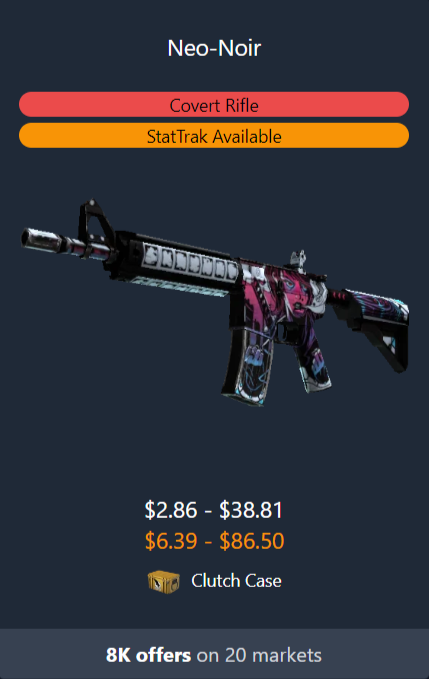 Neo-Noir
Covert Rifle
StatTrak Available
$2.86 - $38.81
$6.39 - $86.50
Clutch Case
8K offers on 20 markets